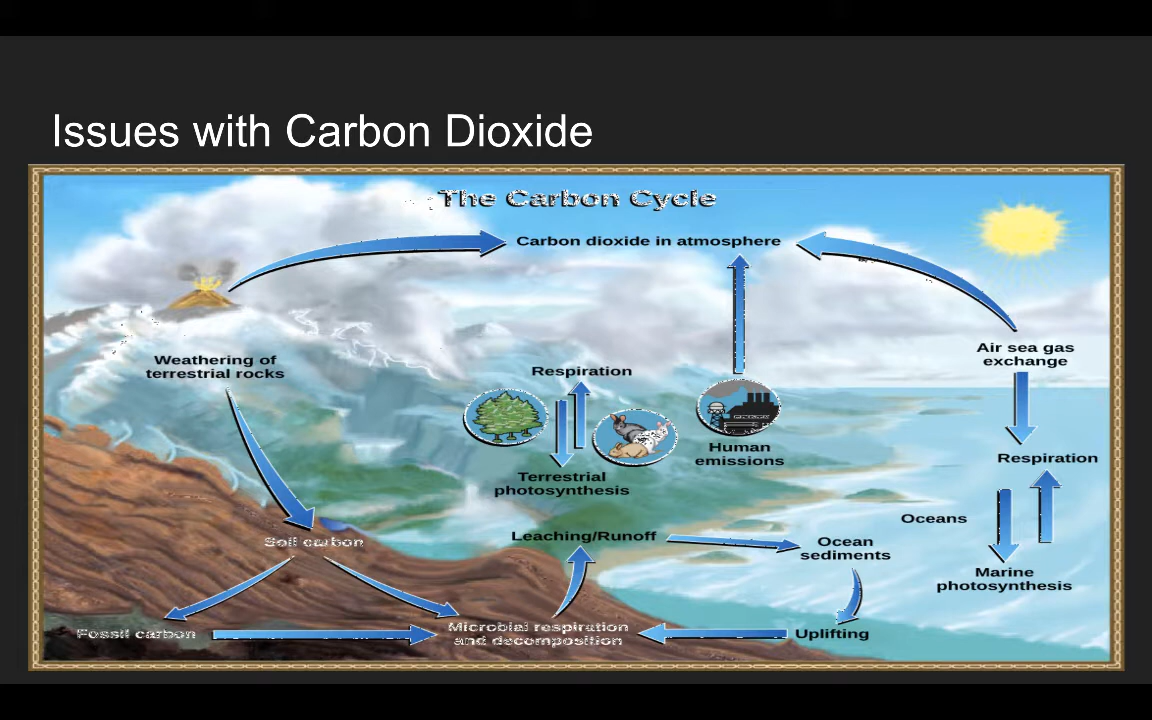 Issues with Carbon Dioxide
The Carbon Cycle
Carbon dioxide in atmosphere
Air sea gas
exchange
Weathering of
terrestrial rocks
Respiration
Human
emissions
Respiration
Terrestrial
photosynthesis
Oceans
Leaching/Runoff
Ocean
sediments
Soil carbon
Marine
photosynthesis
Fossil carbon
Microbial respiration
and decomposition
Uplifting